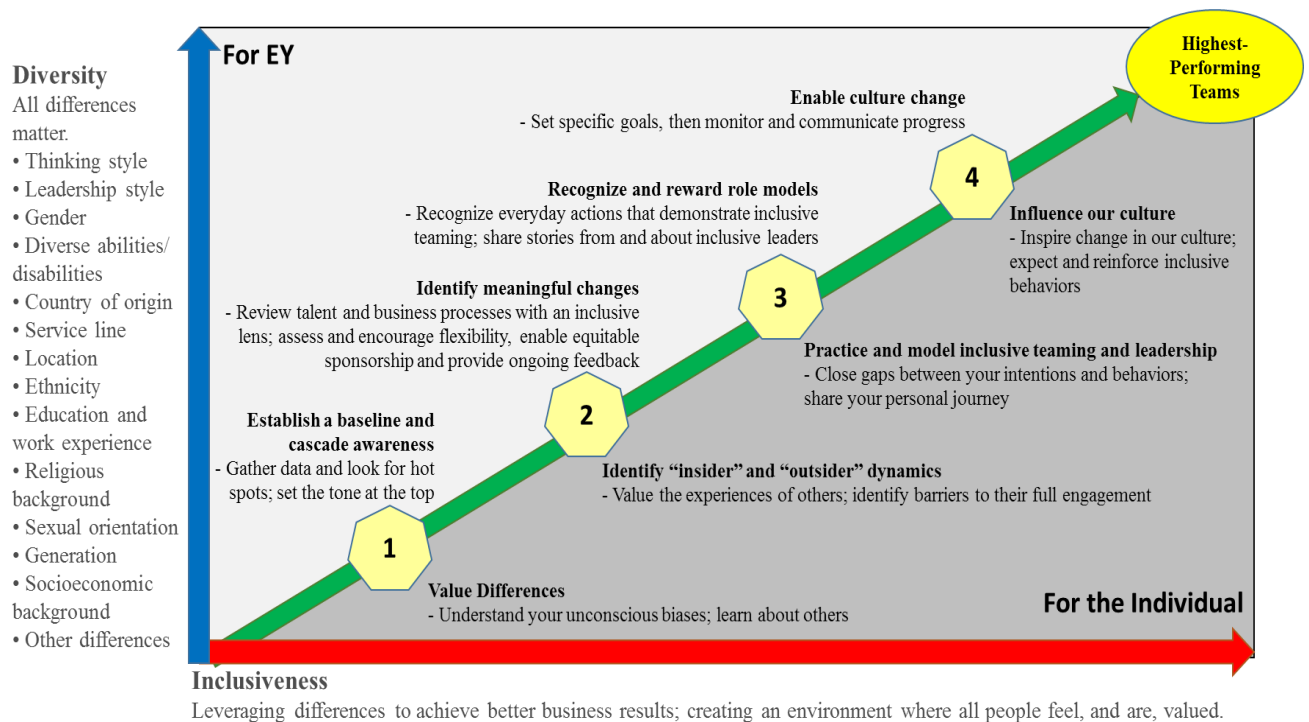 For EY
Highest-
Performing
Teams
Diversity
All differences
matter.
• Thinking style
• Leadership style
• Gender
• Diverse abilities/
disabilities
• Country of origin
• Service line
• Location
• Ethnicity
• Education and
work experience
• Religious
background
• Sexual orientation
• Generation
• Socioeconomic
background
• Other differences
Enable culture change
- Set specific goals, then monitor and communicate progress
4
Influence our culture
- Inspire change in our culture;
expect and reinforce inclusive
behaviors
Recognize and reward role models
- Recognize everyday actions that demonstrate inclusive
teaming; share stories from and about inclusive leaders
3
Practice and model inclusive teaming and leadership
- Close gaps between your intentions and behaviors;
share your personal journey
Identify meaningful changes
- Review talent and business processes with an inclusive
lens; assess and encourage flexibility, enable equitable
sponsorship and provide ongoing feedback
2
Identify “insider” and “outsider” dynamics
- Value the experiences of others; identify barriers to their full engagement
Establish a baseline and
cascade awareness
- Gather data and look for hot
spots; set the tone at the top
1
Value Differences
- Understand your unconscious biases; learn about others
For the Individual
Inclusiveness
Leveraging differences to achieve better business results; creating an environment where all people feel, and are, valued.